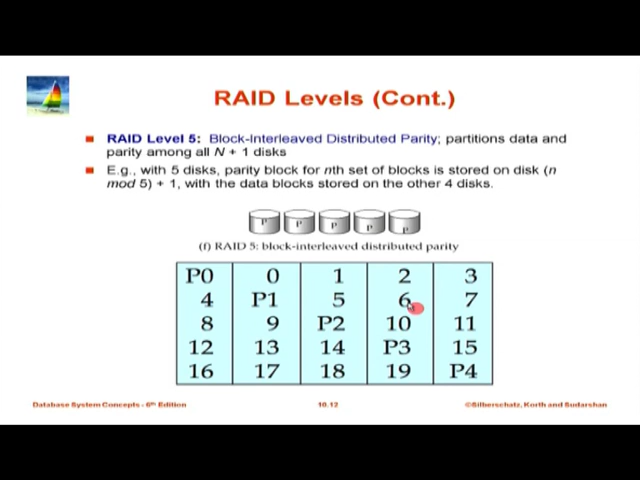 RAID Levels (Cont.)
RAID Level 5: Block-Interleaved Distributed Parity; partitions data and
parity among all N + 1 disks
E.g., with 5 disks, parity block for nth set of blocks is stored on disk (n
mod 5) + 1, with the data blocks stored on the other 4 disks.
P P P P P
(f) RAID 5: block-interleaved distributed parity
P0 0 1 2 3
4 P1 5 6 7
8 9 P2 10 11
12 13 14 P3 15
16 17 18 19 P4
Database System Concepts - 6th Edition 10.12 ©Silberschatz, Korth and Sudarshan